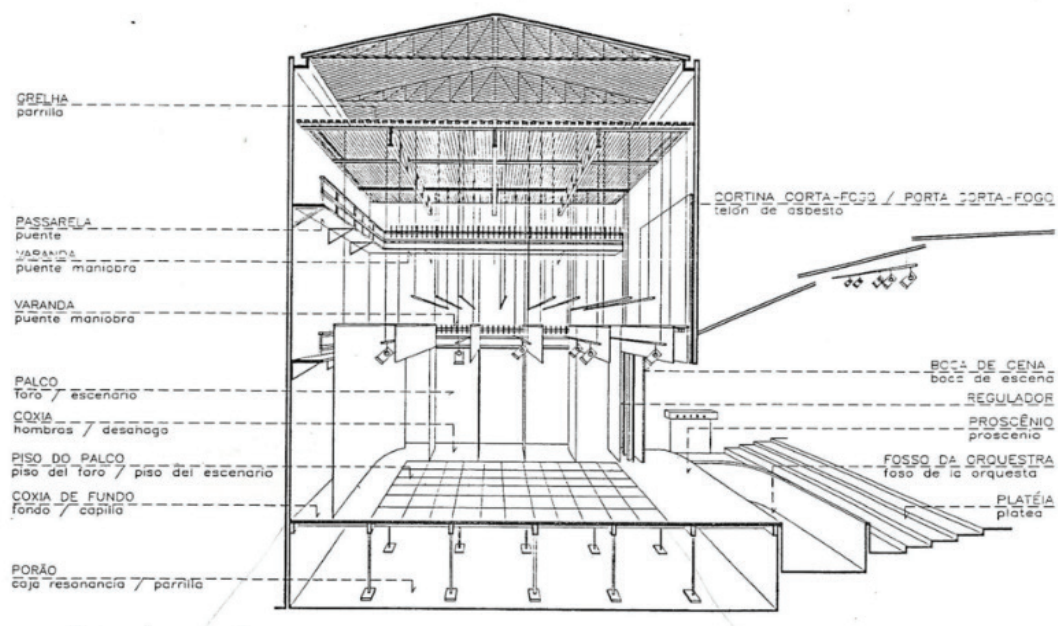 GRELHA
parrilla
PASSARELA
puente
VARANDA
puente maniobra
VARANDA
puente maniobra
PALCO
foro / escenario
COXIA
hombros / desahoga
PISO DO PALCO
piso del foro / piso del escenario
COXIA DE FUNDO
fondo / capilla
PORÃO
caja resonancia / parrilla
CORTINA CORTA-FOGO / PORTA CORTA-FOGO
telón de asbesto
BOCA DE CENA
boca de escena
REGULADOR
PROSCÊNIO
proscenio
FOSSO DA ORQUESTRA
foso de la orquesta
PLATÉIA
platea